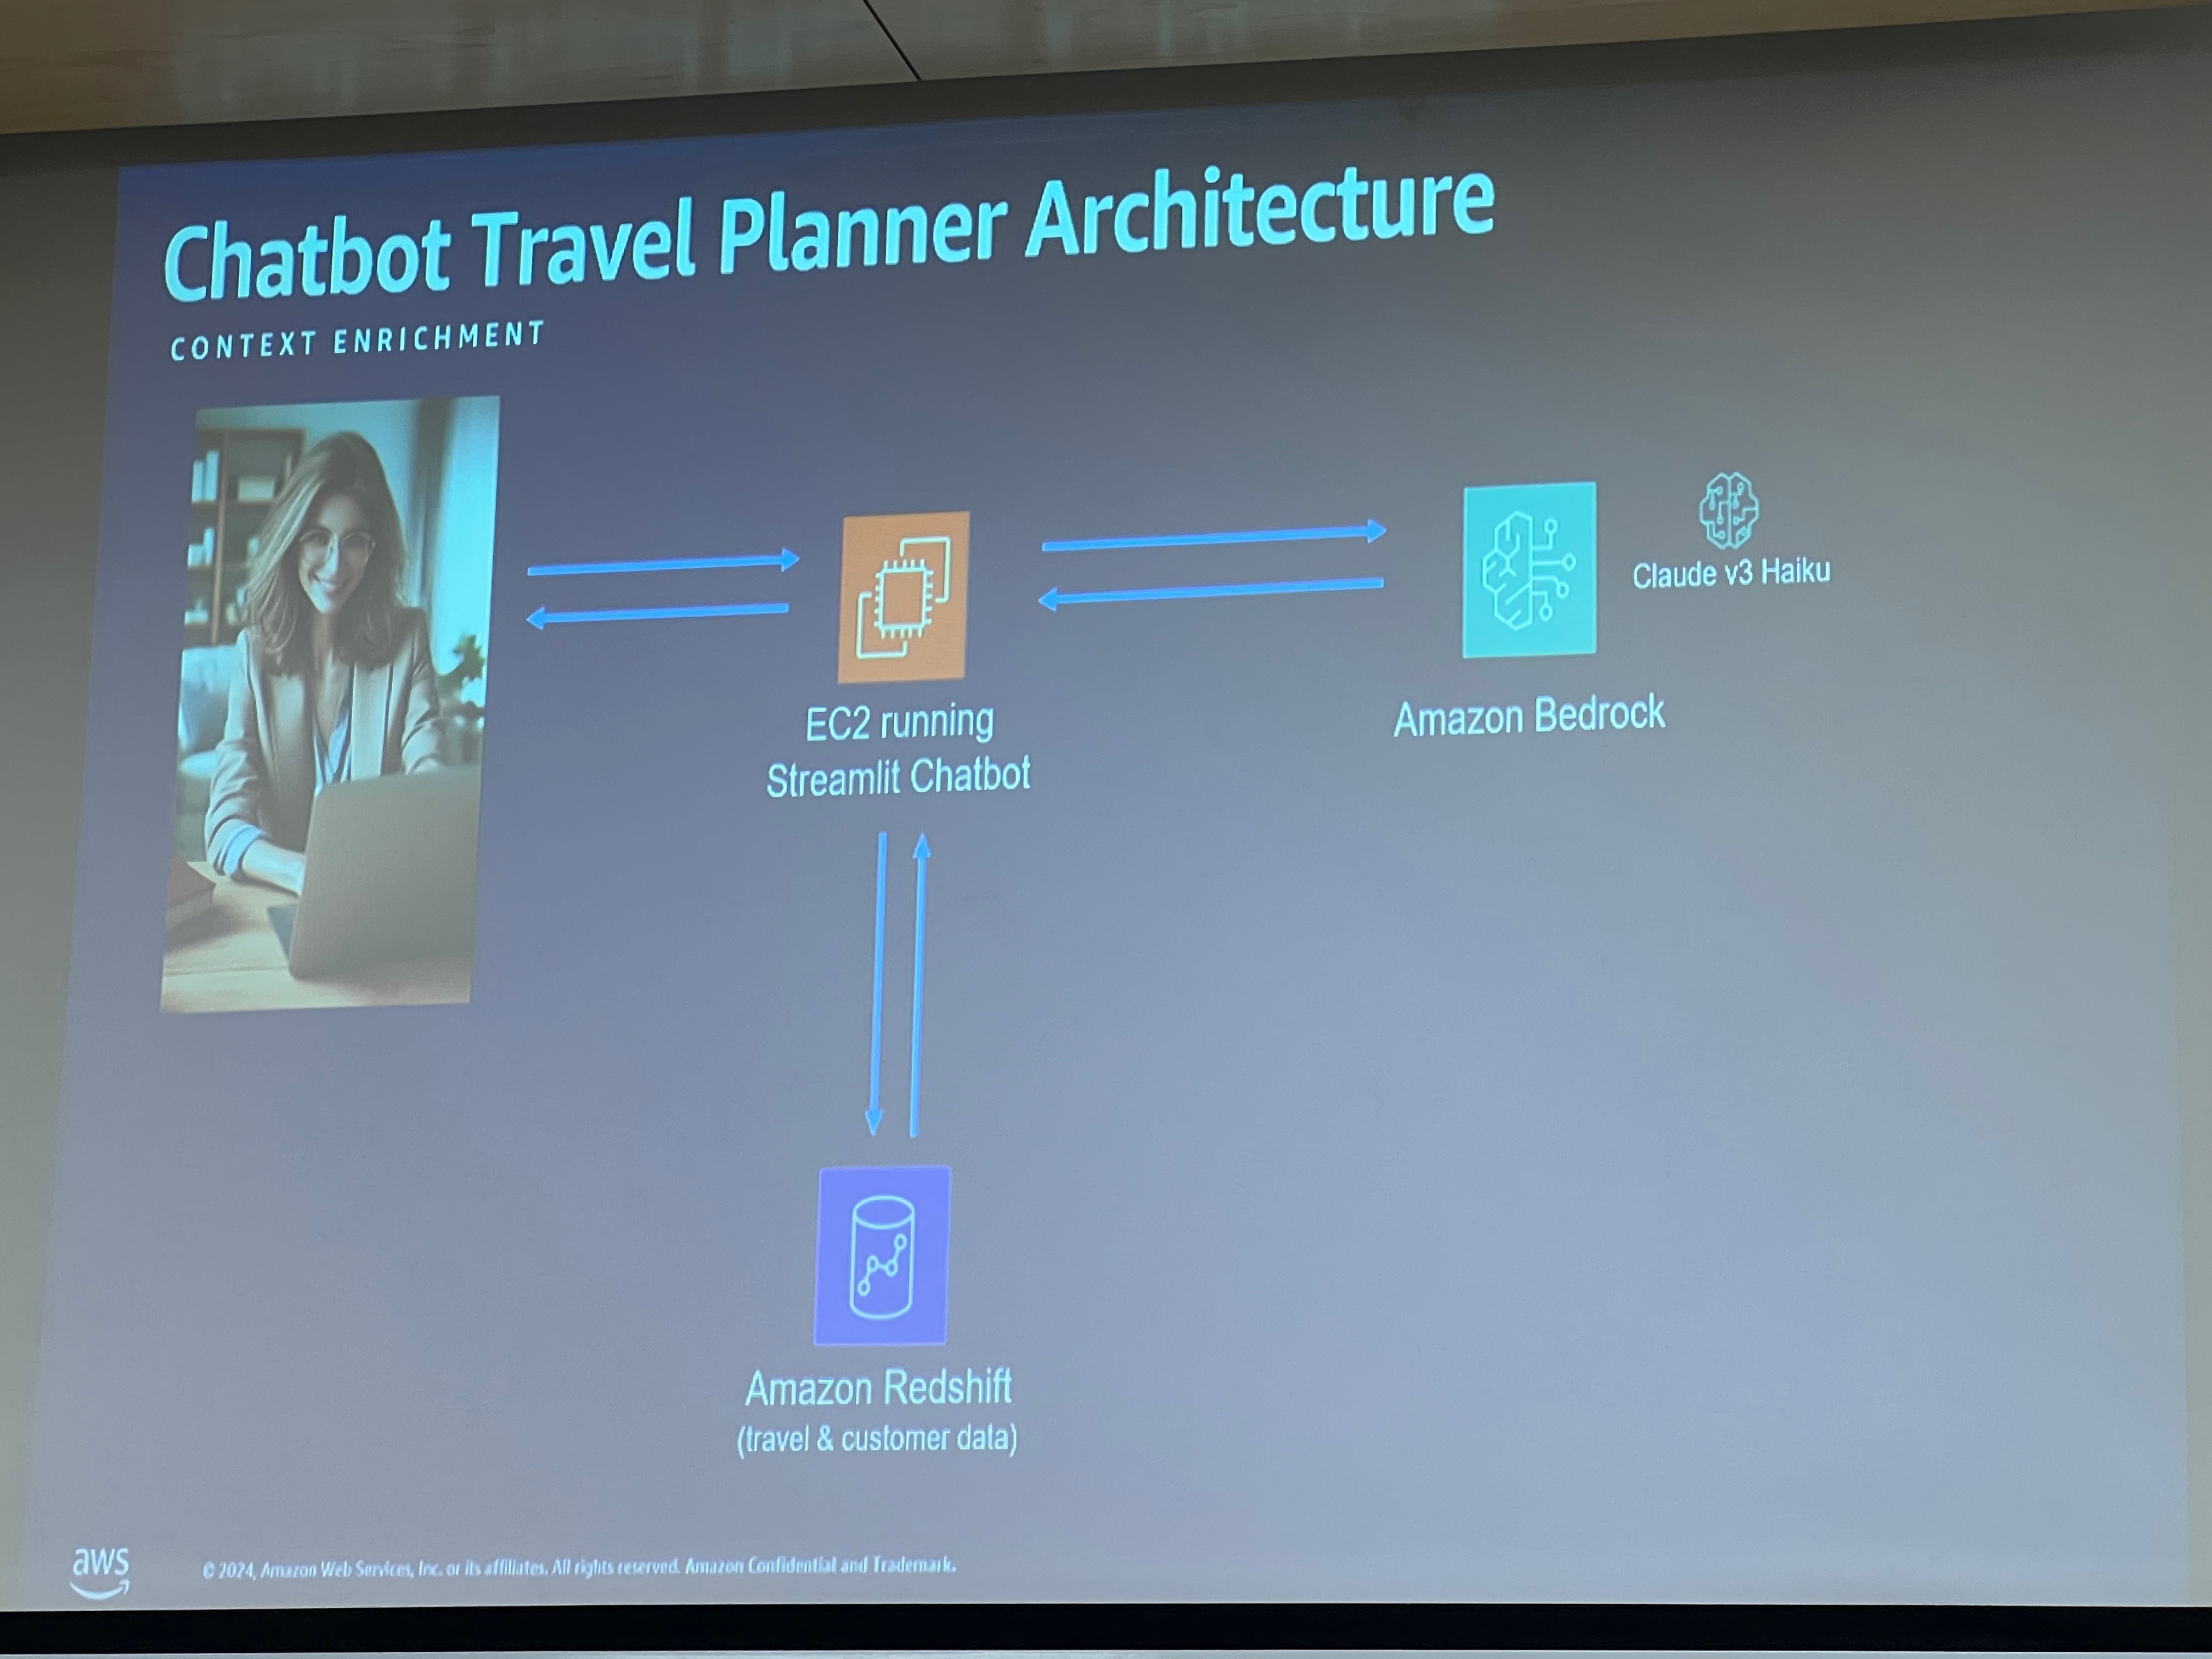 Chatbot Travel Planner Architecture
CONTEXT ENRICHMENT
Claude v3 Haiku
EC2 running
Streamlit Chatbot
Amazon Bedrock
Amazon Redshift
(travel & customer data)
aws
© 2024, Amazon Web Services, Inc. or its affiliates. All rights reserved. Amazon Confidential and Trademark.